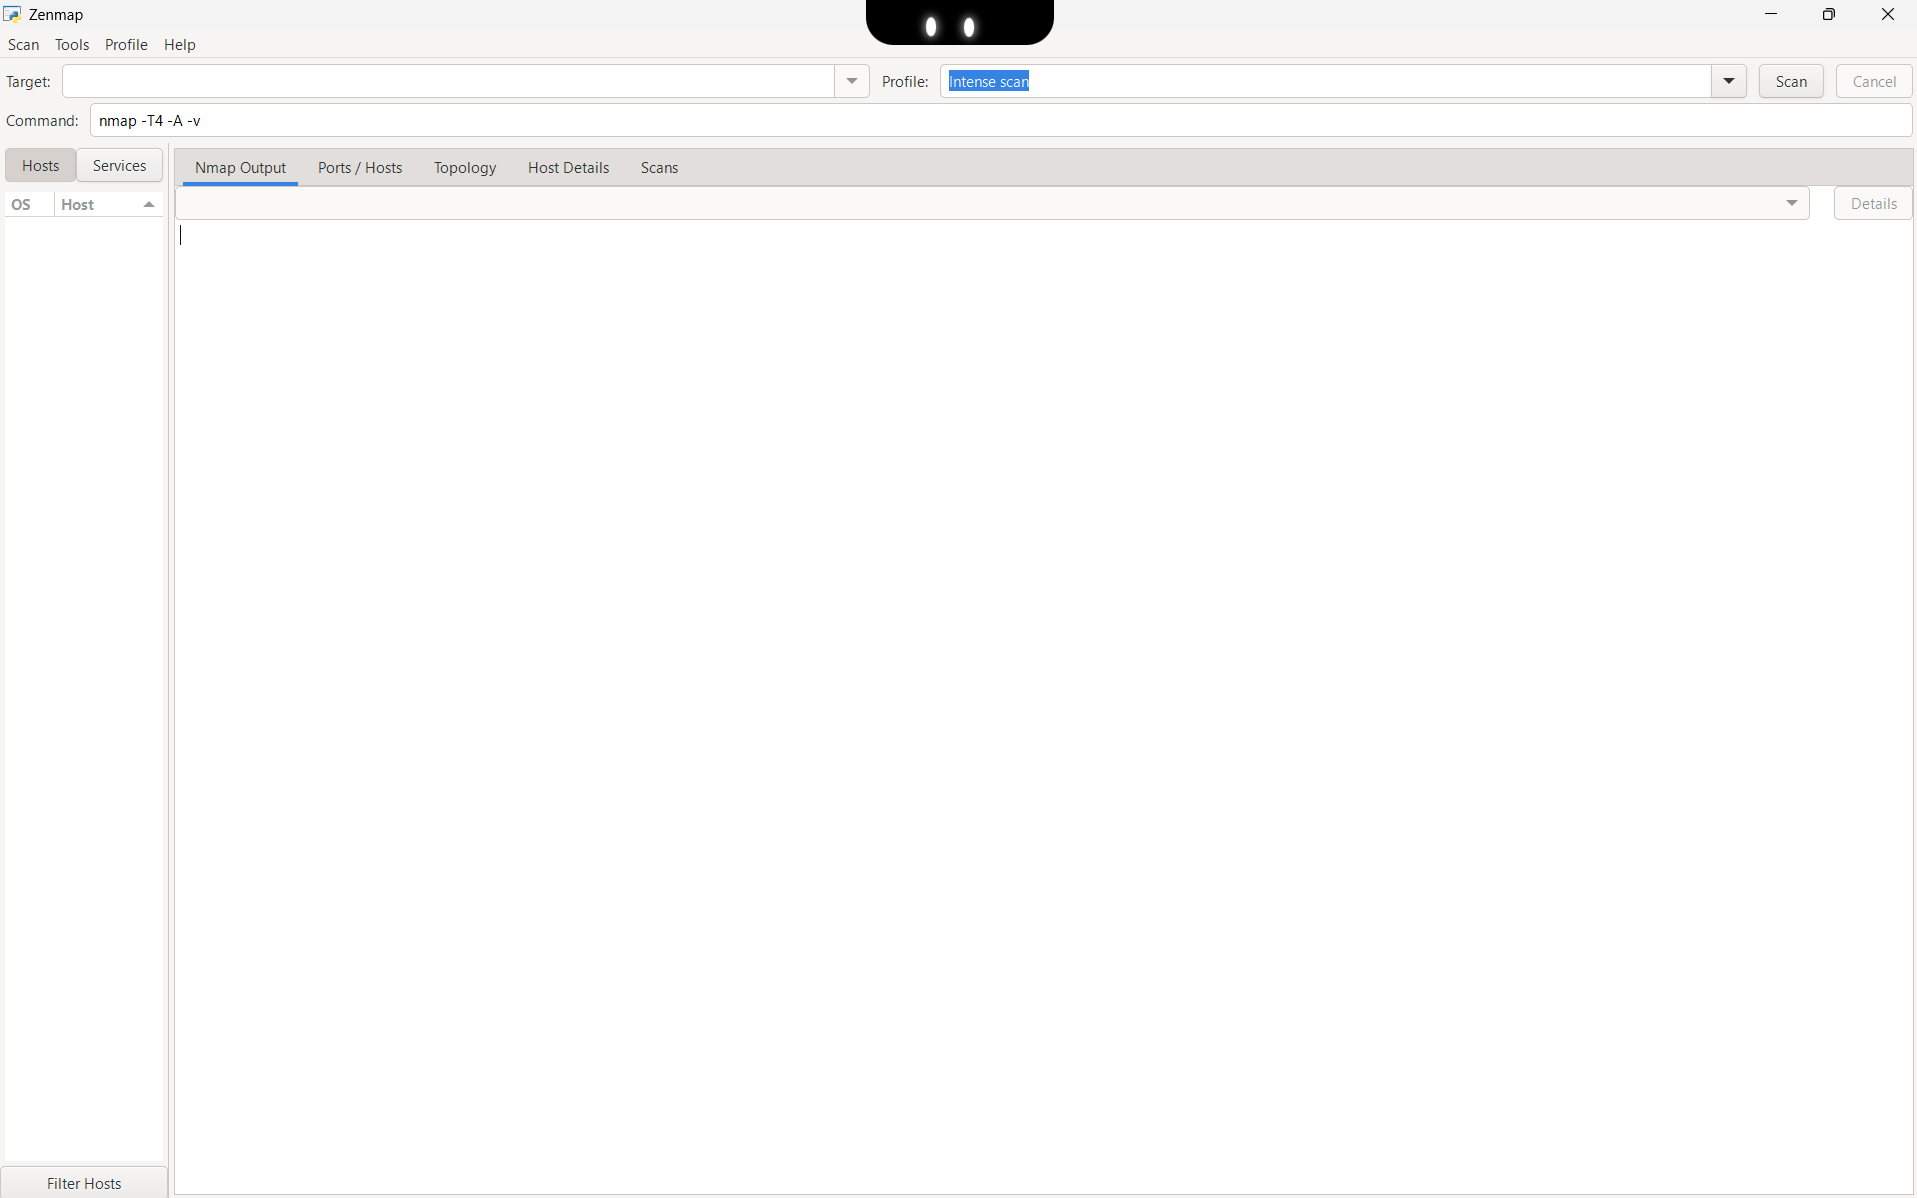 Zenmap
Scan Tools Profile Help
Target: Profile: Intense scan Scan Cancel
Command: nmap -T4 -A -v
Hosts Services Nmap Output Ports / Hosts Topology Host Details Scans
OS Host Details
Filter Hosts